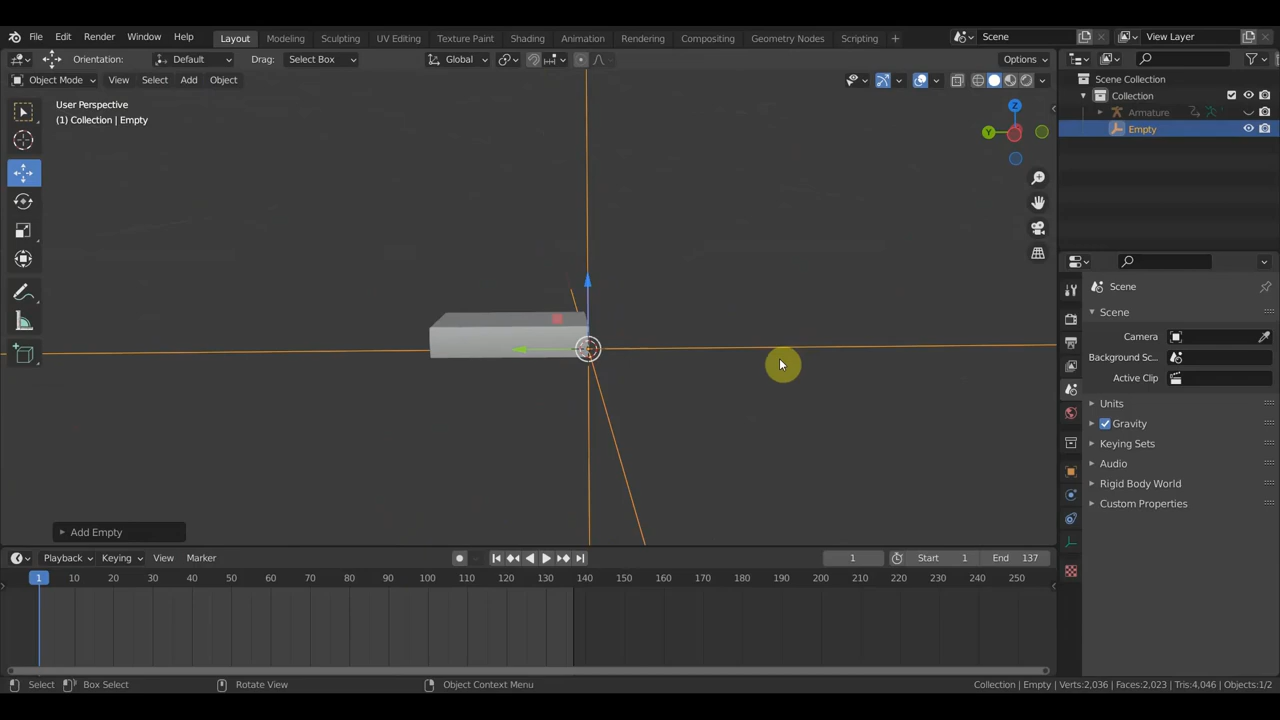 File Edit Render Window Help Layout Modeling Sculpting UV Editing Texture Paint Shading Animation Rendering Compositing Geometry Nodes Scripting + Scene View Layer
Orientation: Default Drag: Select Box Global Options
Object Mode View Select Add Object
User Perspective
(1) Collection | Empty
Z
Y
Scene Collection
Collection
Armature
Empty
Scene
Scene
Camera
Background Sc...
Active Clip
Units
Gravity
Keying Sets
Audio
Rigid Body World
Custom Properties
Add Empty
Playback Keying View Marker 1 Start 1 End 137
1 10 20 30 40 50 60 70 80 90 100 110 120 130 140 150 160 170 180 190 200 210 220 230 240 250
Select Box Select Rotate View Object Context Menu Collection | Empty | Verts:2,036 | Faces:2,023 | Tris:4,046 | Objects:1/2